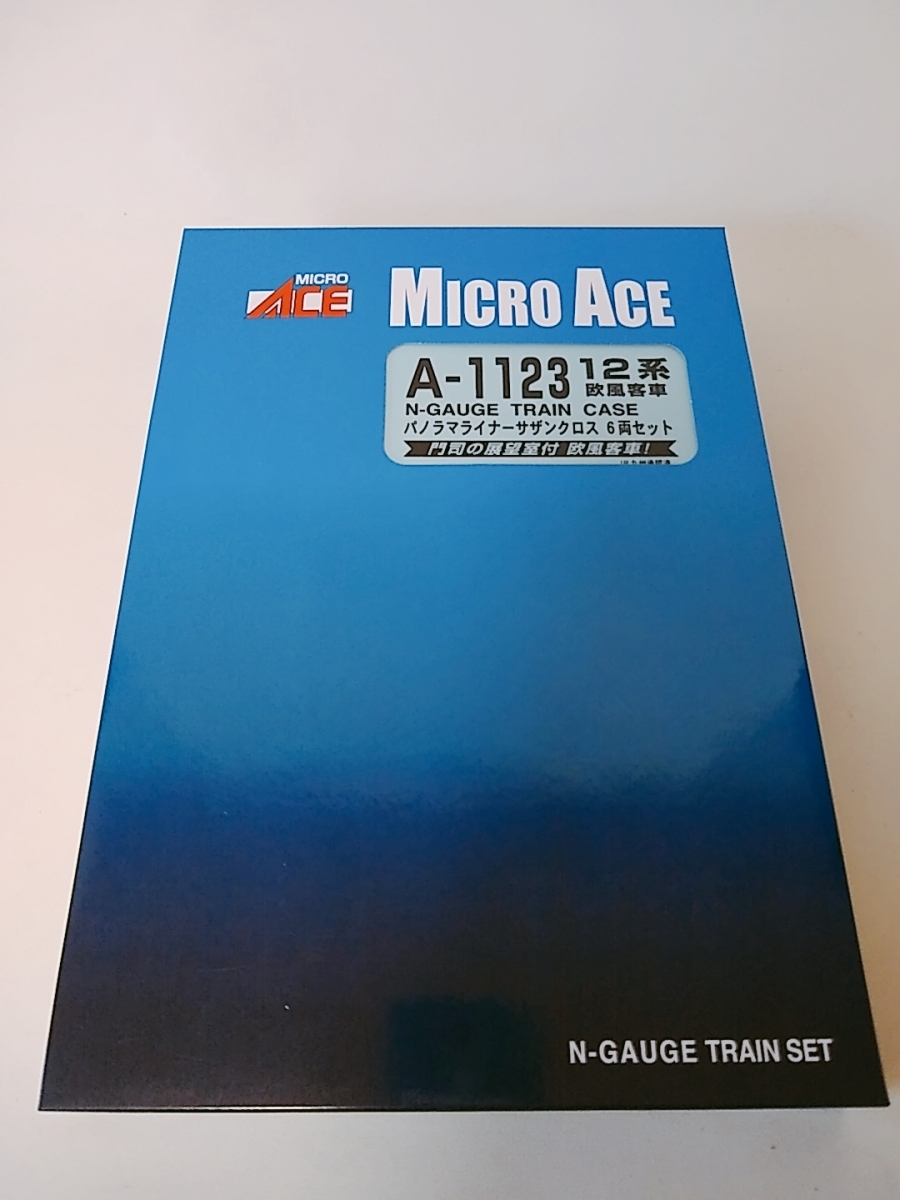 MICRO
ACE
MICRO ACE
A-1123 12系
欧風客車
N-GAUGE TRAIN CASE
パノラマライナーサザンクロス 6両セット
門司の展望室付 欧風客車!
N-GAUGE TRAIN SET